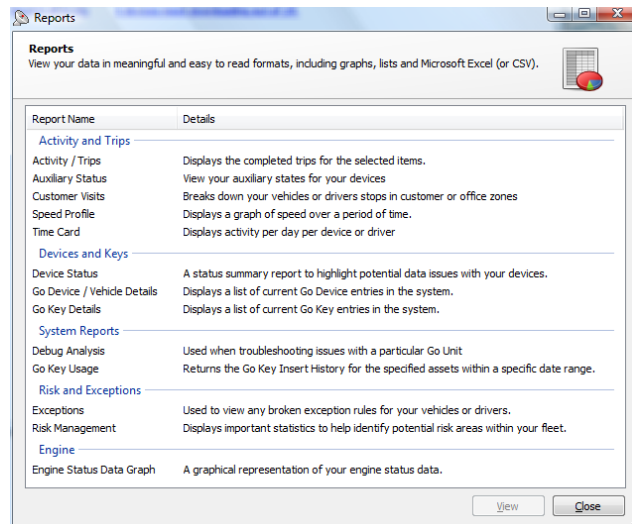 Reports
Reports
View your data in meaningful and easy to read formats, including graphs, lists and Microsoft Excel (or CSV).
Report Name Details
Activity and Trips
Activity / Trips Displays the completed trips for the selected items.
Auxiliary Status View your auxiliary states for your devices
Customer Visits Breaks down your vehicles or drivers stops in customer or office zones
Speed Profile Displays a graph of speed over a period of time.
Time Card Displays activity per day per device or driver
Devices and Keys
Device Status A status summary report to highlight potential data issues with your devices.
Go Device / Vehicle Details Displays a list of current Go Device entries in the system.
Go Key Details Displays a list of current Go Key entries in the system.
System Reports
Debug Analysis Used when troubleshooting issues with a particular Go Unit
Go Key Usage Returns the Go Key Insert History for the specified assets within a specific date range.
Risk and Exceptions
Exceptions Used to view any broken exception rules for your vehicles or drivers.
Risk Management Displays important statistics to help identify potential risk areas within your fleet.
Engine
Engine Status Data Graph A graphical representation of your engine status data.
View Close